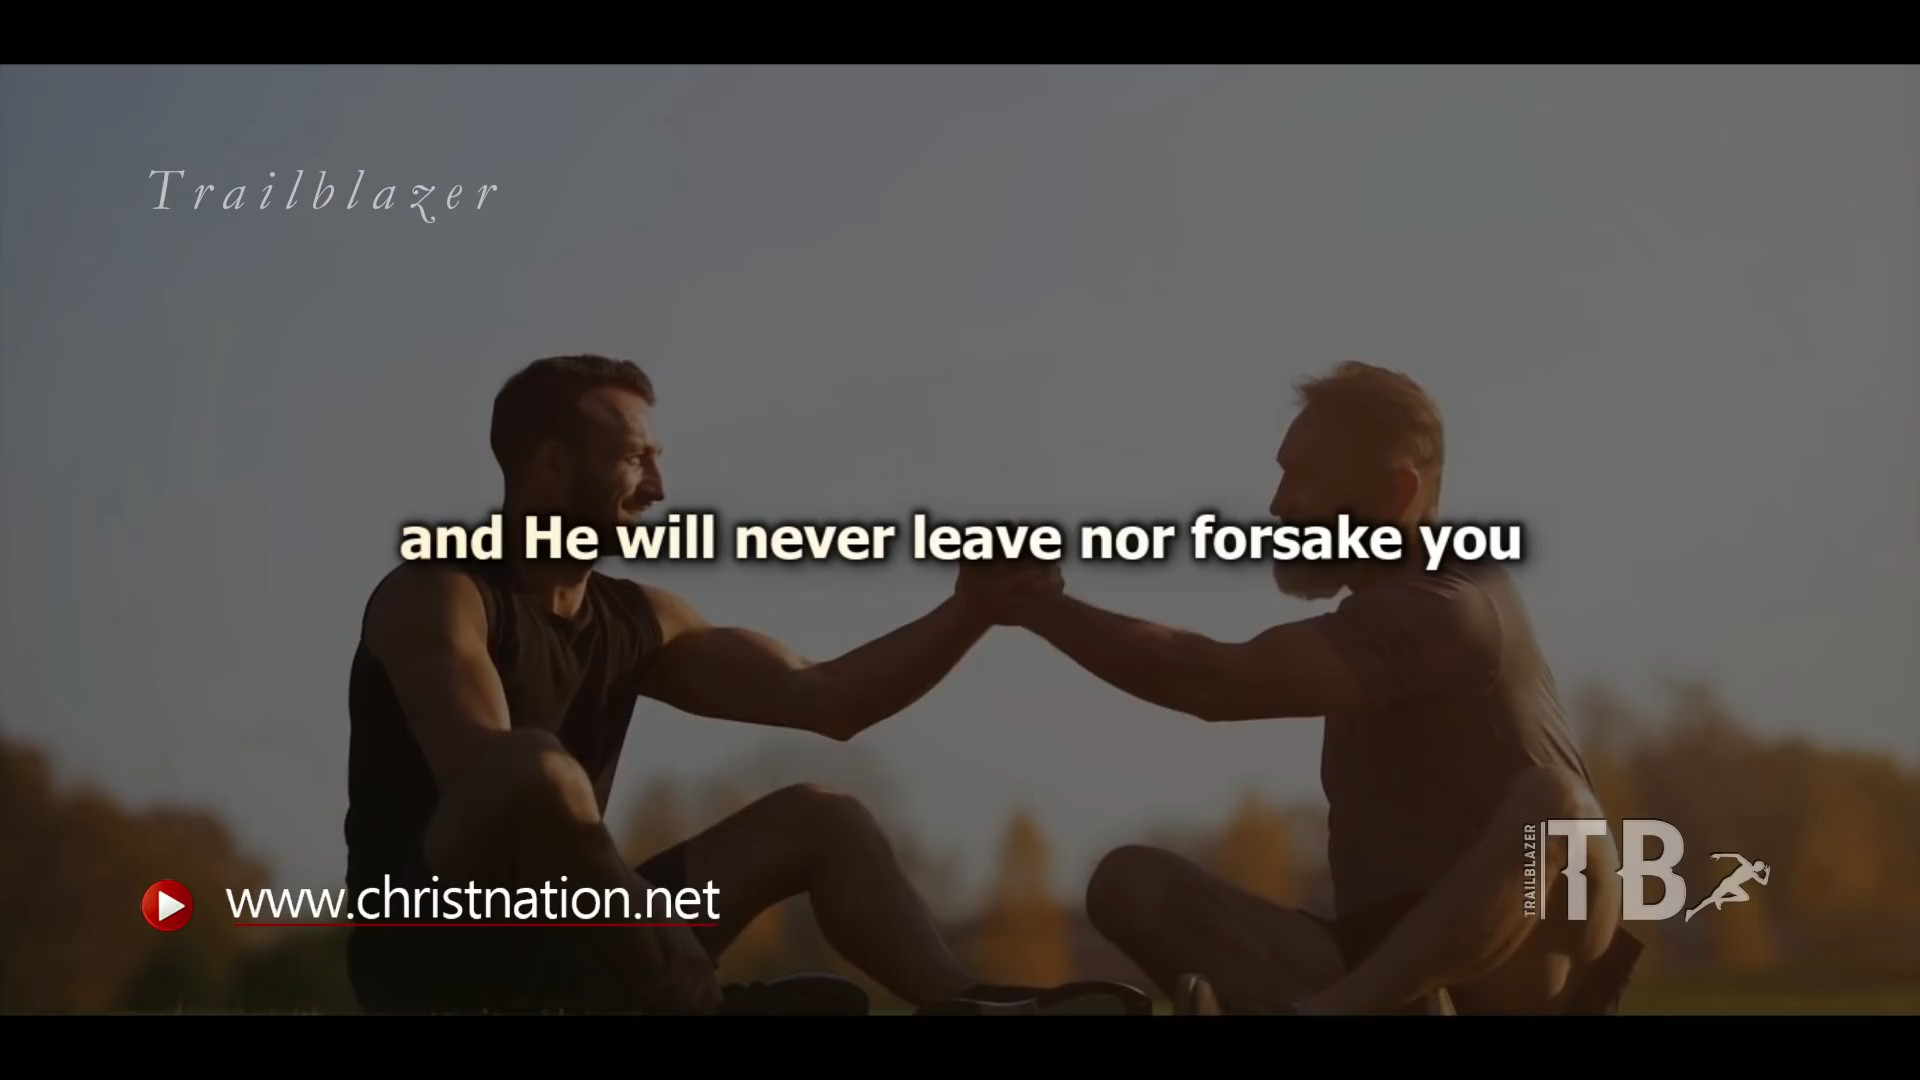 Trailblazer
and He will never leave nor forsake you
www.christnation.net
TRAILBLAZER
TB